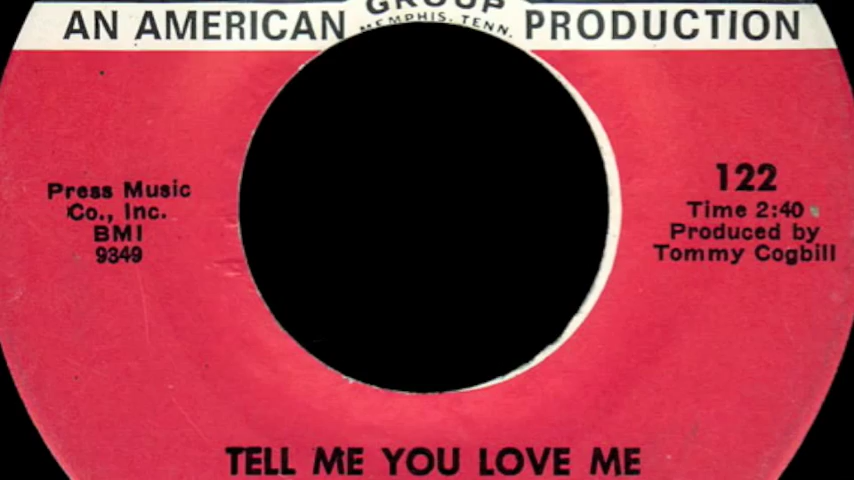 GROUP
MEMPHIS, TENN.
AN AMERICAN PRODUCTION
Press Music
Co., Inc.
BMI
9349
122
Time 2:40
Produced by
Tommy Cogbill
TELL ME YOU LOVE ME